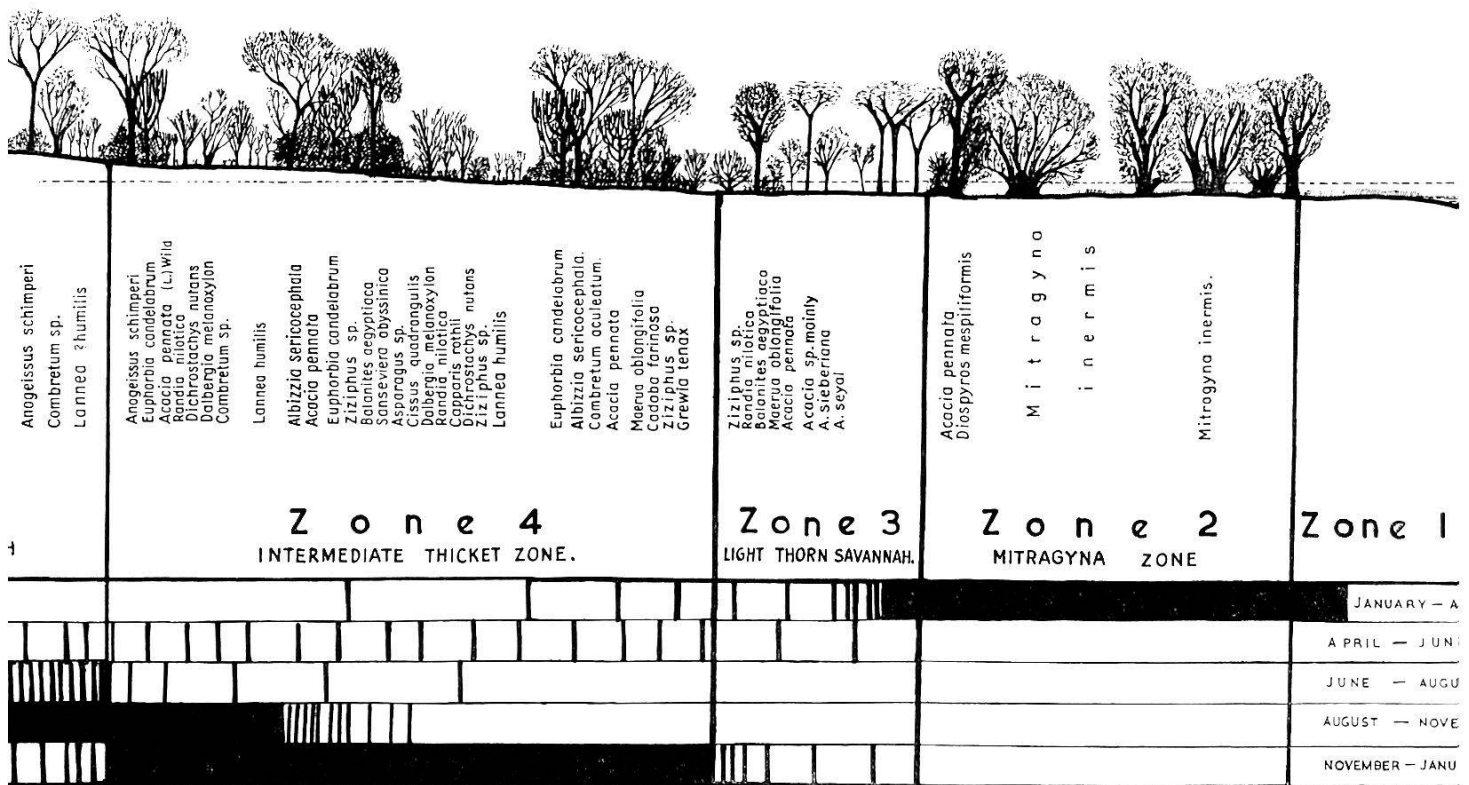 Anogeissus schimperi
Combretum sp.
Lannea ? humilis
Anogeissus schimperi
Euphorbia candelabrum
Acacia pennata (L.) Wild
Randia nilotica
Dichrostachys nutans
Dalbergia melanoxylon
Combretum sp.
Lannea humilis
Albizzia sericocephala
Acacia pennata
Euphorbia candelabrum
Ziziphus sp.
Balanites aegyptiaca
Sanseviera abyssinica
Asparagus sp.
Cissus quadrangulis
Dalbergia melanoxylon
Randia nilotica
Capparis rothii
Dichrostachys nutans
Ziziphus sp.
Lannea humilis
Euphorbia candelabrum
Albizzia sericocephala.
Combretum aculeatum.
Acacia pennata
Maerua oblongifolia
Cadaba farinosa
Ziziphus sp.
Grewia tenax
Ziziphus sp.
Randia nilotica
Balanites aegyptiaca
Maerua oblongifolia
Acacia pennata
Acacia sp. mainly
A. sieberiana
A. seyal
Acacia pennata
Diospyros mespiliformis
Mitragyna
inermis
Mitragyna inermis.
Zone 4
INTERMEDIATE THICKET ZONE.
Zone 3
LIGHT THORN SAVANNAH.
Zone 2
MITRAGYNA ZONE
Zone 1
JANUARY – A
APRIL – JUN
JUNE – AUGU
AUGUST – NOVE
NOVEMBER – JANU